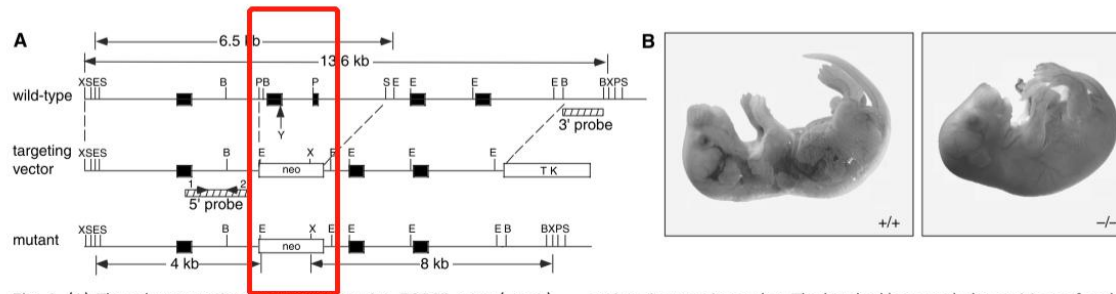 A
B
6.5 kb
13.6 kb
XSES B PB P S E E E E B BXPS
wild-type
Y
3' probe
targeting
vector
XSES B E X E E E E
neo
T K
1 2
5' probe
mutant
XSES B E X E E E E B BXPS
neo
4 kb
8 kb
+/+
–/–